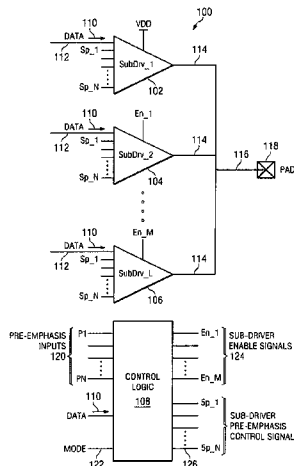 100
110
VDD
DATA
112
Sp_1
SubDrv_1
Sp_N
102
114
110
En_1
DATA
112
Sp_1
SubDrv_2
Sp_N
104
114
116
118
PAD
110
En_M
DATA
112
Sp_1
SubDrv_L
Sp_N
106
114
PRE-EMPHASIS INPUTS 120
P1
PN
110
DATA
MODE
122
CONTROL LOGIC 108
En_1
En_M
SUB-DRIVER ENABLE SIGNALS 124
Sp_1
Sp_N
126
SUB-DRIVER PRE-EMPHASIS CONTROL SIGNAL